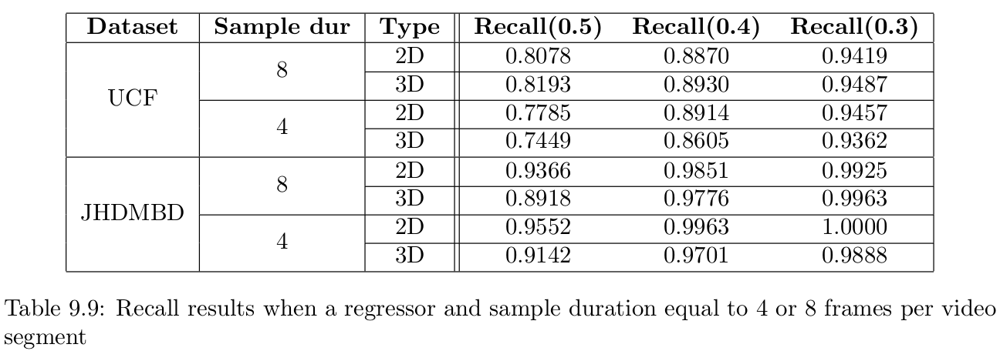 Dataset Sample dur Type Recall(0.5) Recall(0.4) Recall(0.3)
UCF 8 2D 0.8078 0.8870 0.9419
3D 0.8193 0.8930 0.9487
4 2D 0.7785 0.8914 0.9457
3D 0.7449 0.8605 0.9362
JHDMBD 8 2D 0.9366 0.9851 0.9925
3D 0.8918 0.9776 0.9963
4 2D 0.9552 0.9963 1.0000
3D 0.9142 0.9701 0.9888
Table 9.9: Recall results when a regressor and sample duration equal to 4 or 8 frames per video
segment